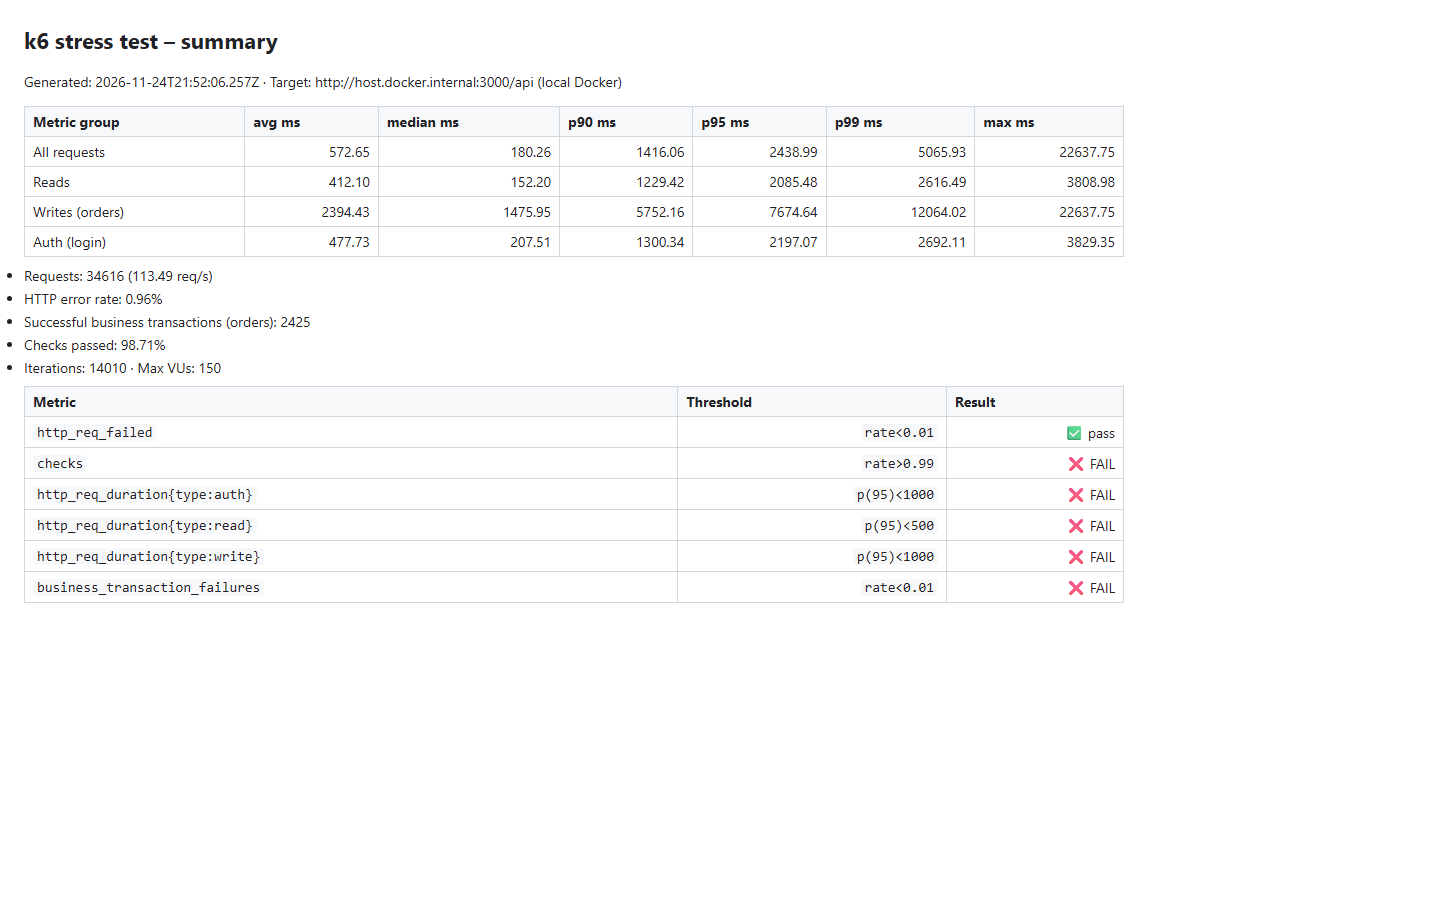 k6 stress test – summary
Generated: 2026-11-24T21:52:06.257Z · Target: http://host.docker.internal:3000/api (local Docker)
Metric group avg ms median ms p90 ms p95 ms p99 ms max ms
All requests 572.65 180.26 1416.06 2438.99 5065.93 22637.75
Reads 412.10 152.20 1229.42 2085.48 2616.49 3808.98
Writes (orders) 2394.43 1475.95 5752.16 7674.64 12064.02 22637.75
Auth (login) 477.73 207.51 1300.34 2197.07 2692.11 3829.35
• Requests: 34616 (113.49 req/s)
• HTTP error rate: 0.96%
• Successful business transactions (orders): 2425
• Checks passed: 98.71%
• Iterations: 14010 · Max VUs: 150
Metric Threshold Result
http_req_failed rate<0.01 ✅ pass
checks rate>0.99 ❌ FAIL
http_req_duration{type:auth} p(95)<1000 ❌ FAIL
http_req_duration{type:read} p(95)<500 ❌ FAIL
http_req_duration{type:write} p(95)<1000 ❌ FAIL
business_transaction_failures rate<0.01 ❌ FAIL